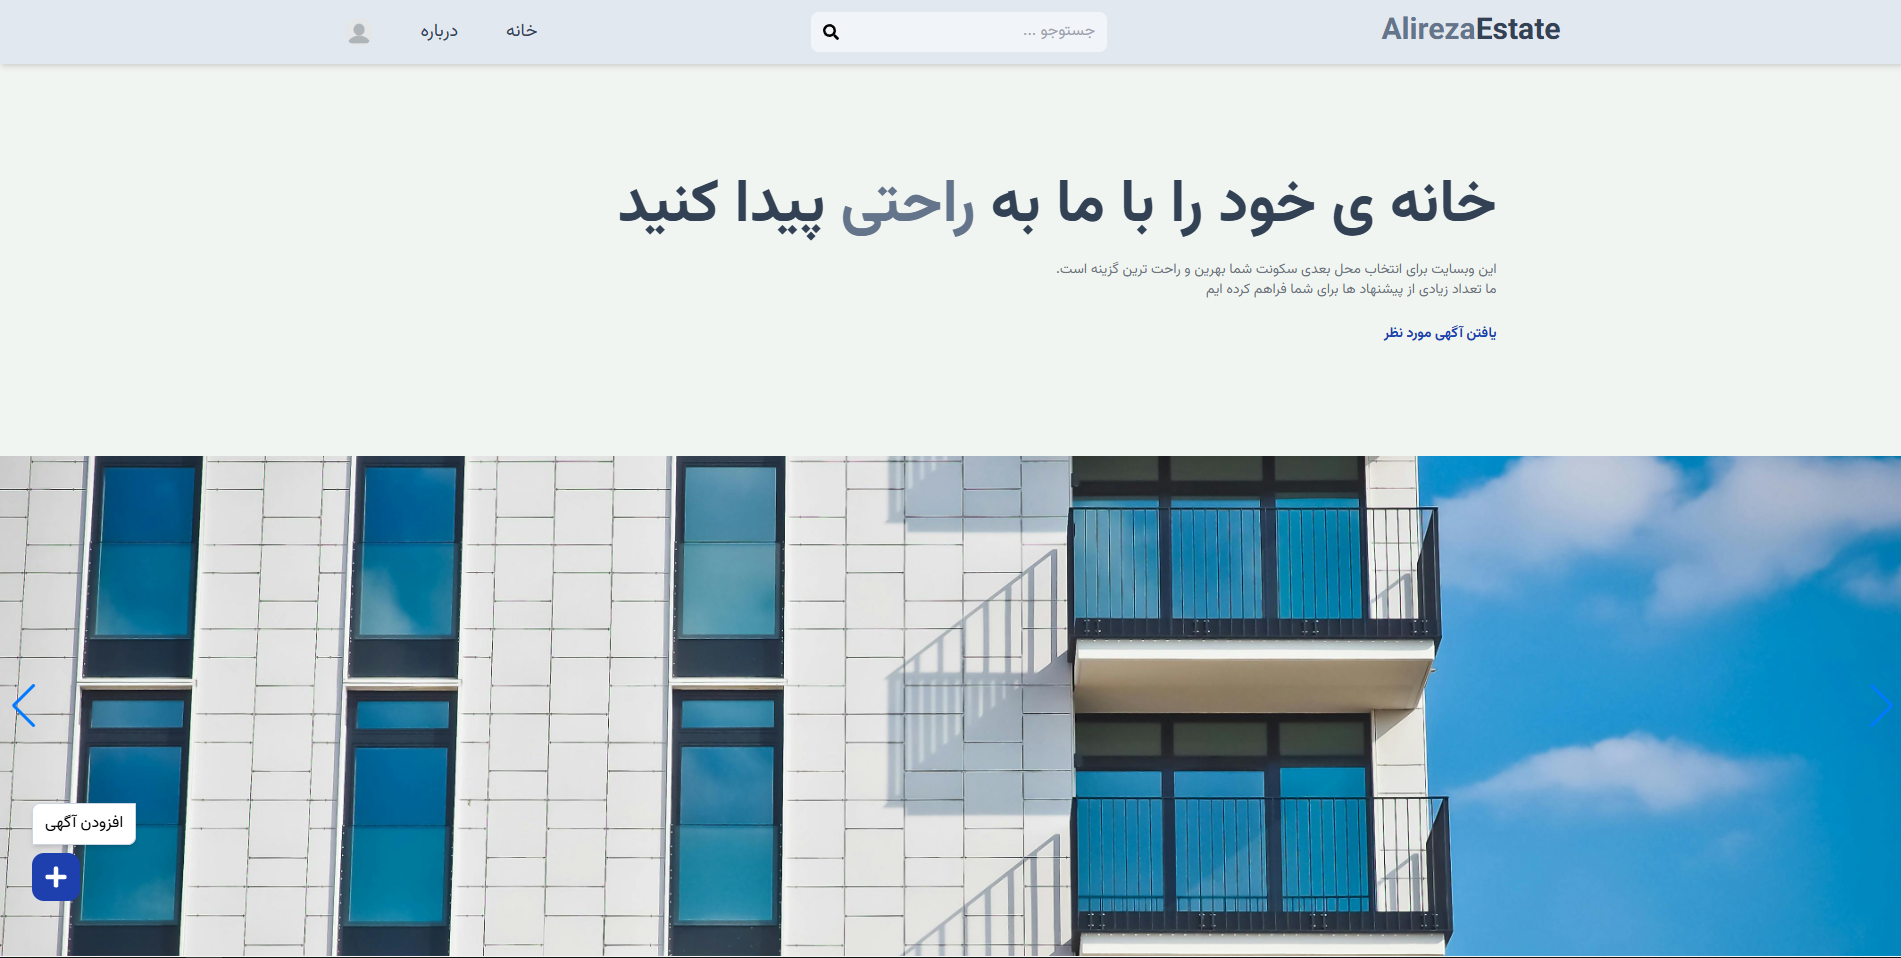 AlirezaEstate
جستوجو ...
خانه
درباره
خانه ی خود را با ما به راحتی پیدا کنید
این وبسایت برای انتخاب محل بعدی سکونت شما بهرین و راحت ترین گزینه است.
ما تعداد زیادی از پیشنهاد ها برای شما فراهم کرده ایم
یافتن آگهی مورد نظر
افزودن آگهی